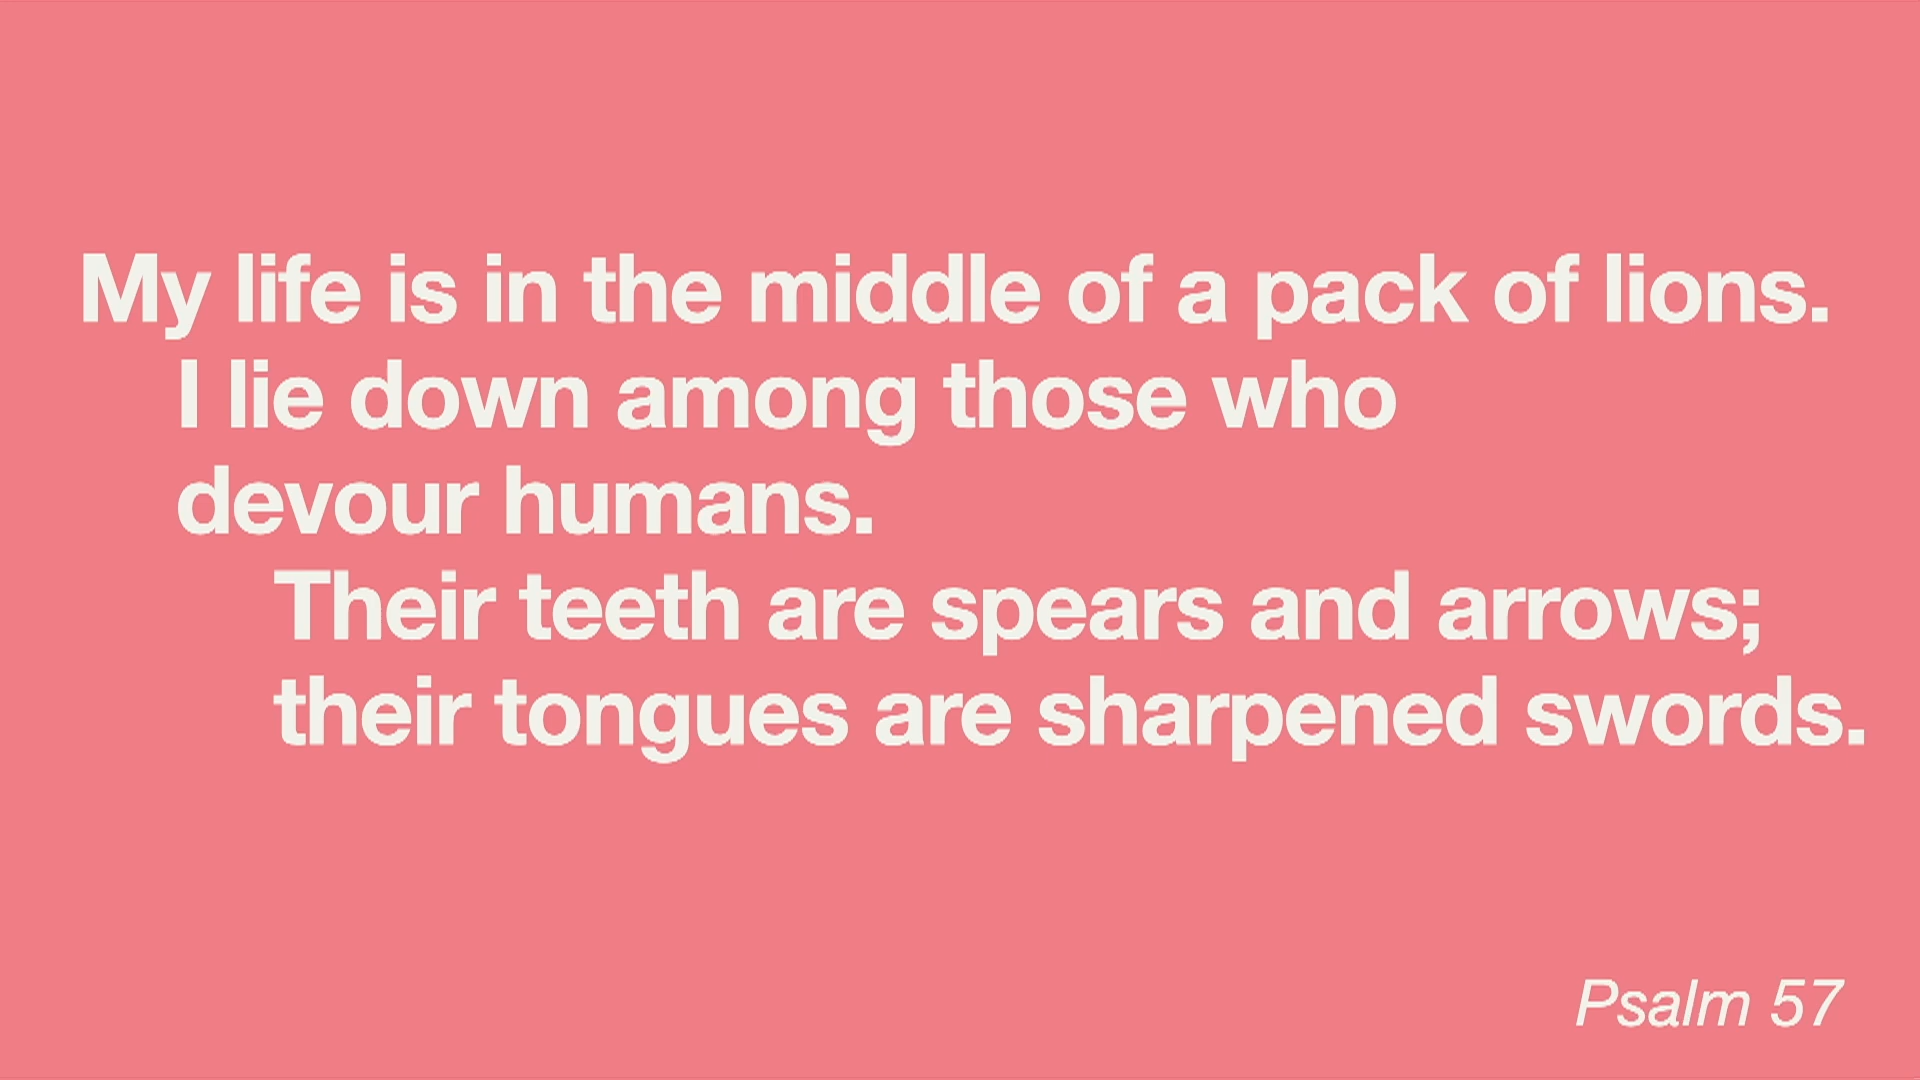 My life is in the middle of a pack of lions.
I lie down among those who
devour humans.
Their teeth are spears and arrows;
their tongues are sharpened swords.
Psalm 57